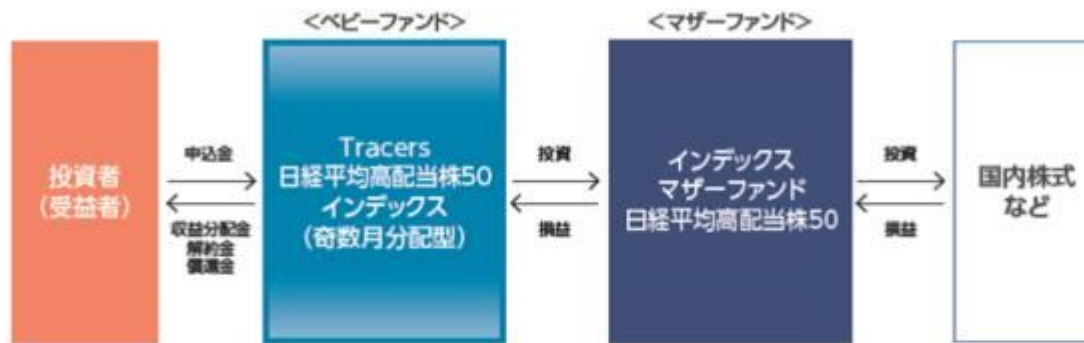 <ベビーファンド>
<マザーファンド>
投資者
(受益者)
申込金
収益分配金
解約金
償還金
Tracers
日経平均高配当株50
インデックス
(奇数月分配型)
投資
損益
インデックス
マザーファンド
日経平均高配当株50
投資
損益
国内株式
など